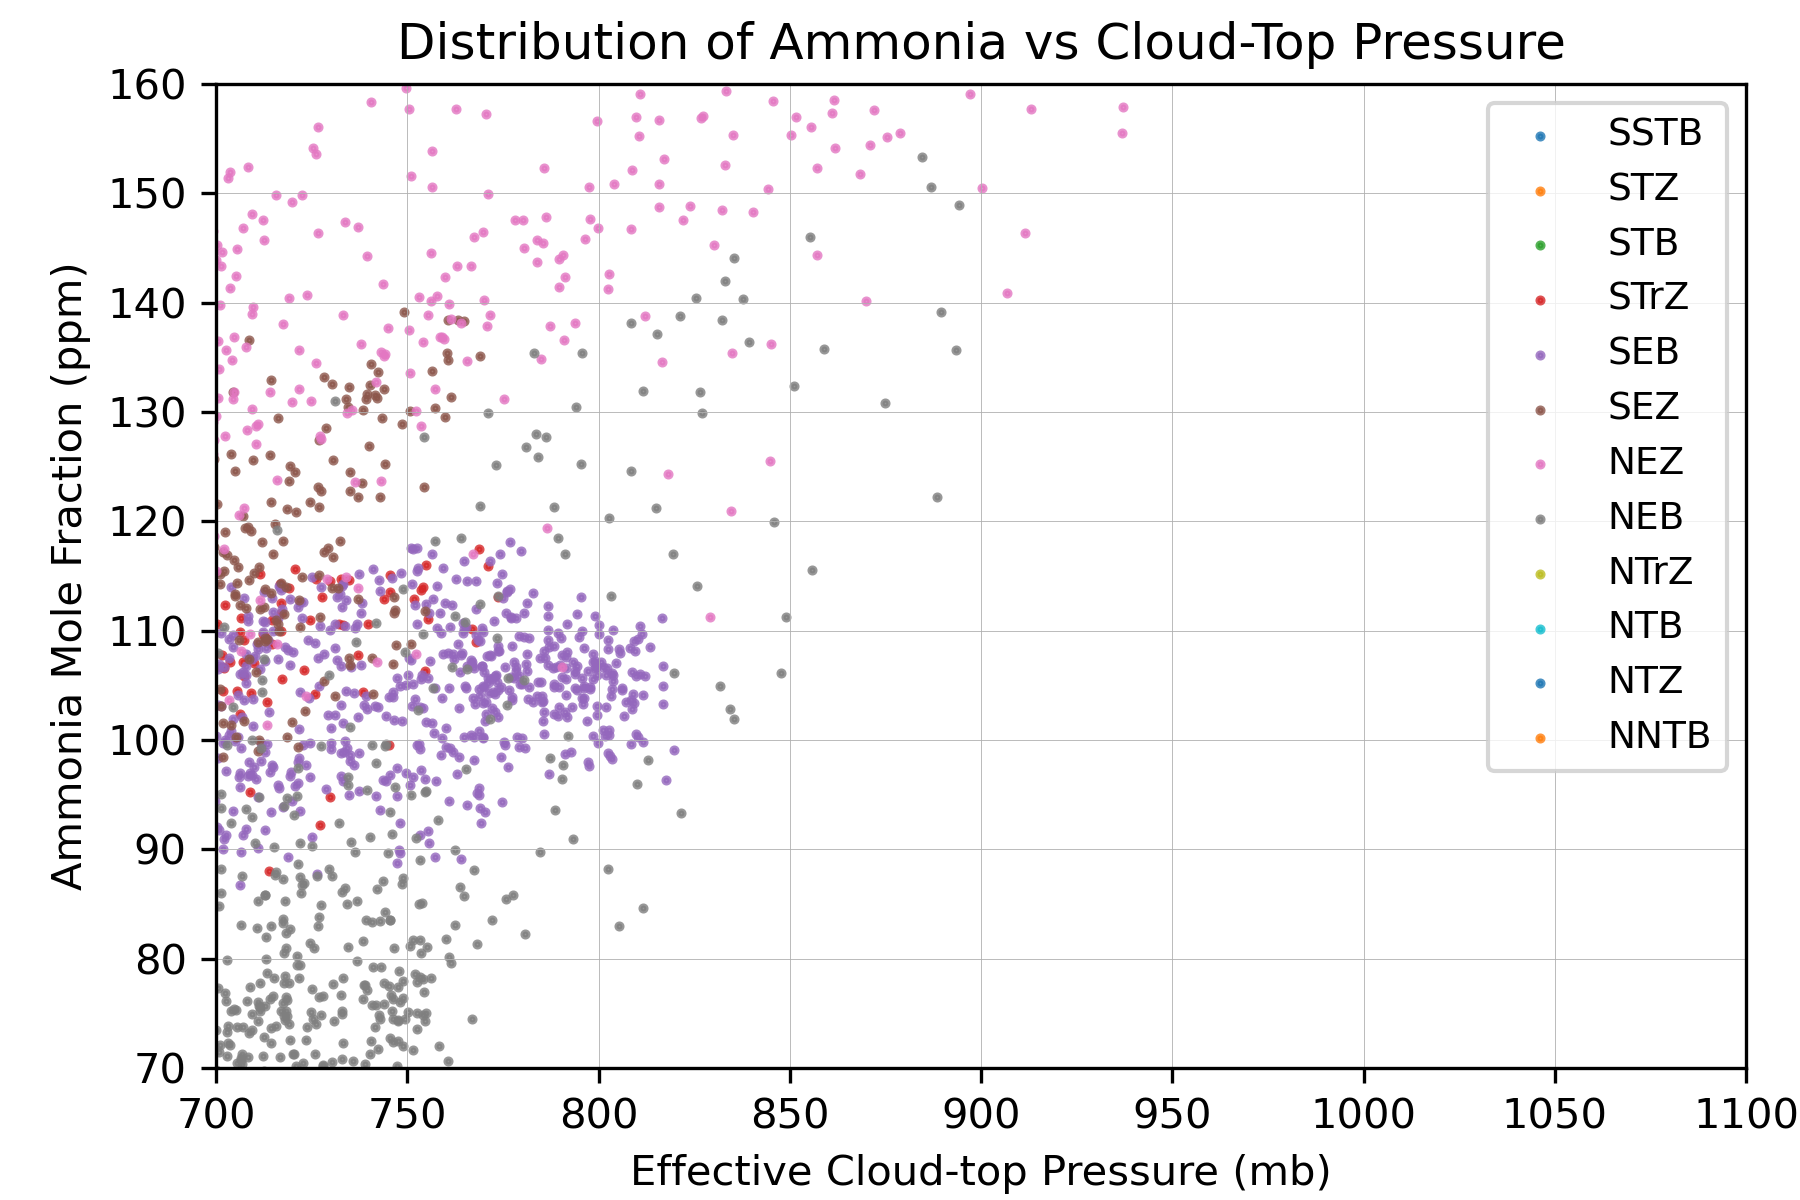 Distribution of Ammonia vs Cloud-Top Pressure
160
150
140
130
120
110
100
90
80
70
Ammonia Mole Fraction (ppm)
SSTB
STZ
STB
STrZ
SEB
SEZ
NEZ
NEB
NTrZ
NTB
NTZ
NNTB
700 750 800 850 900 950 1000 1050 1100
Effective Cloud-top Pressure (mb)